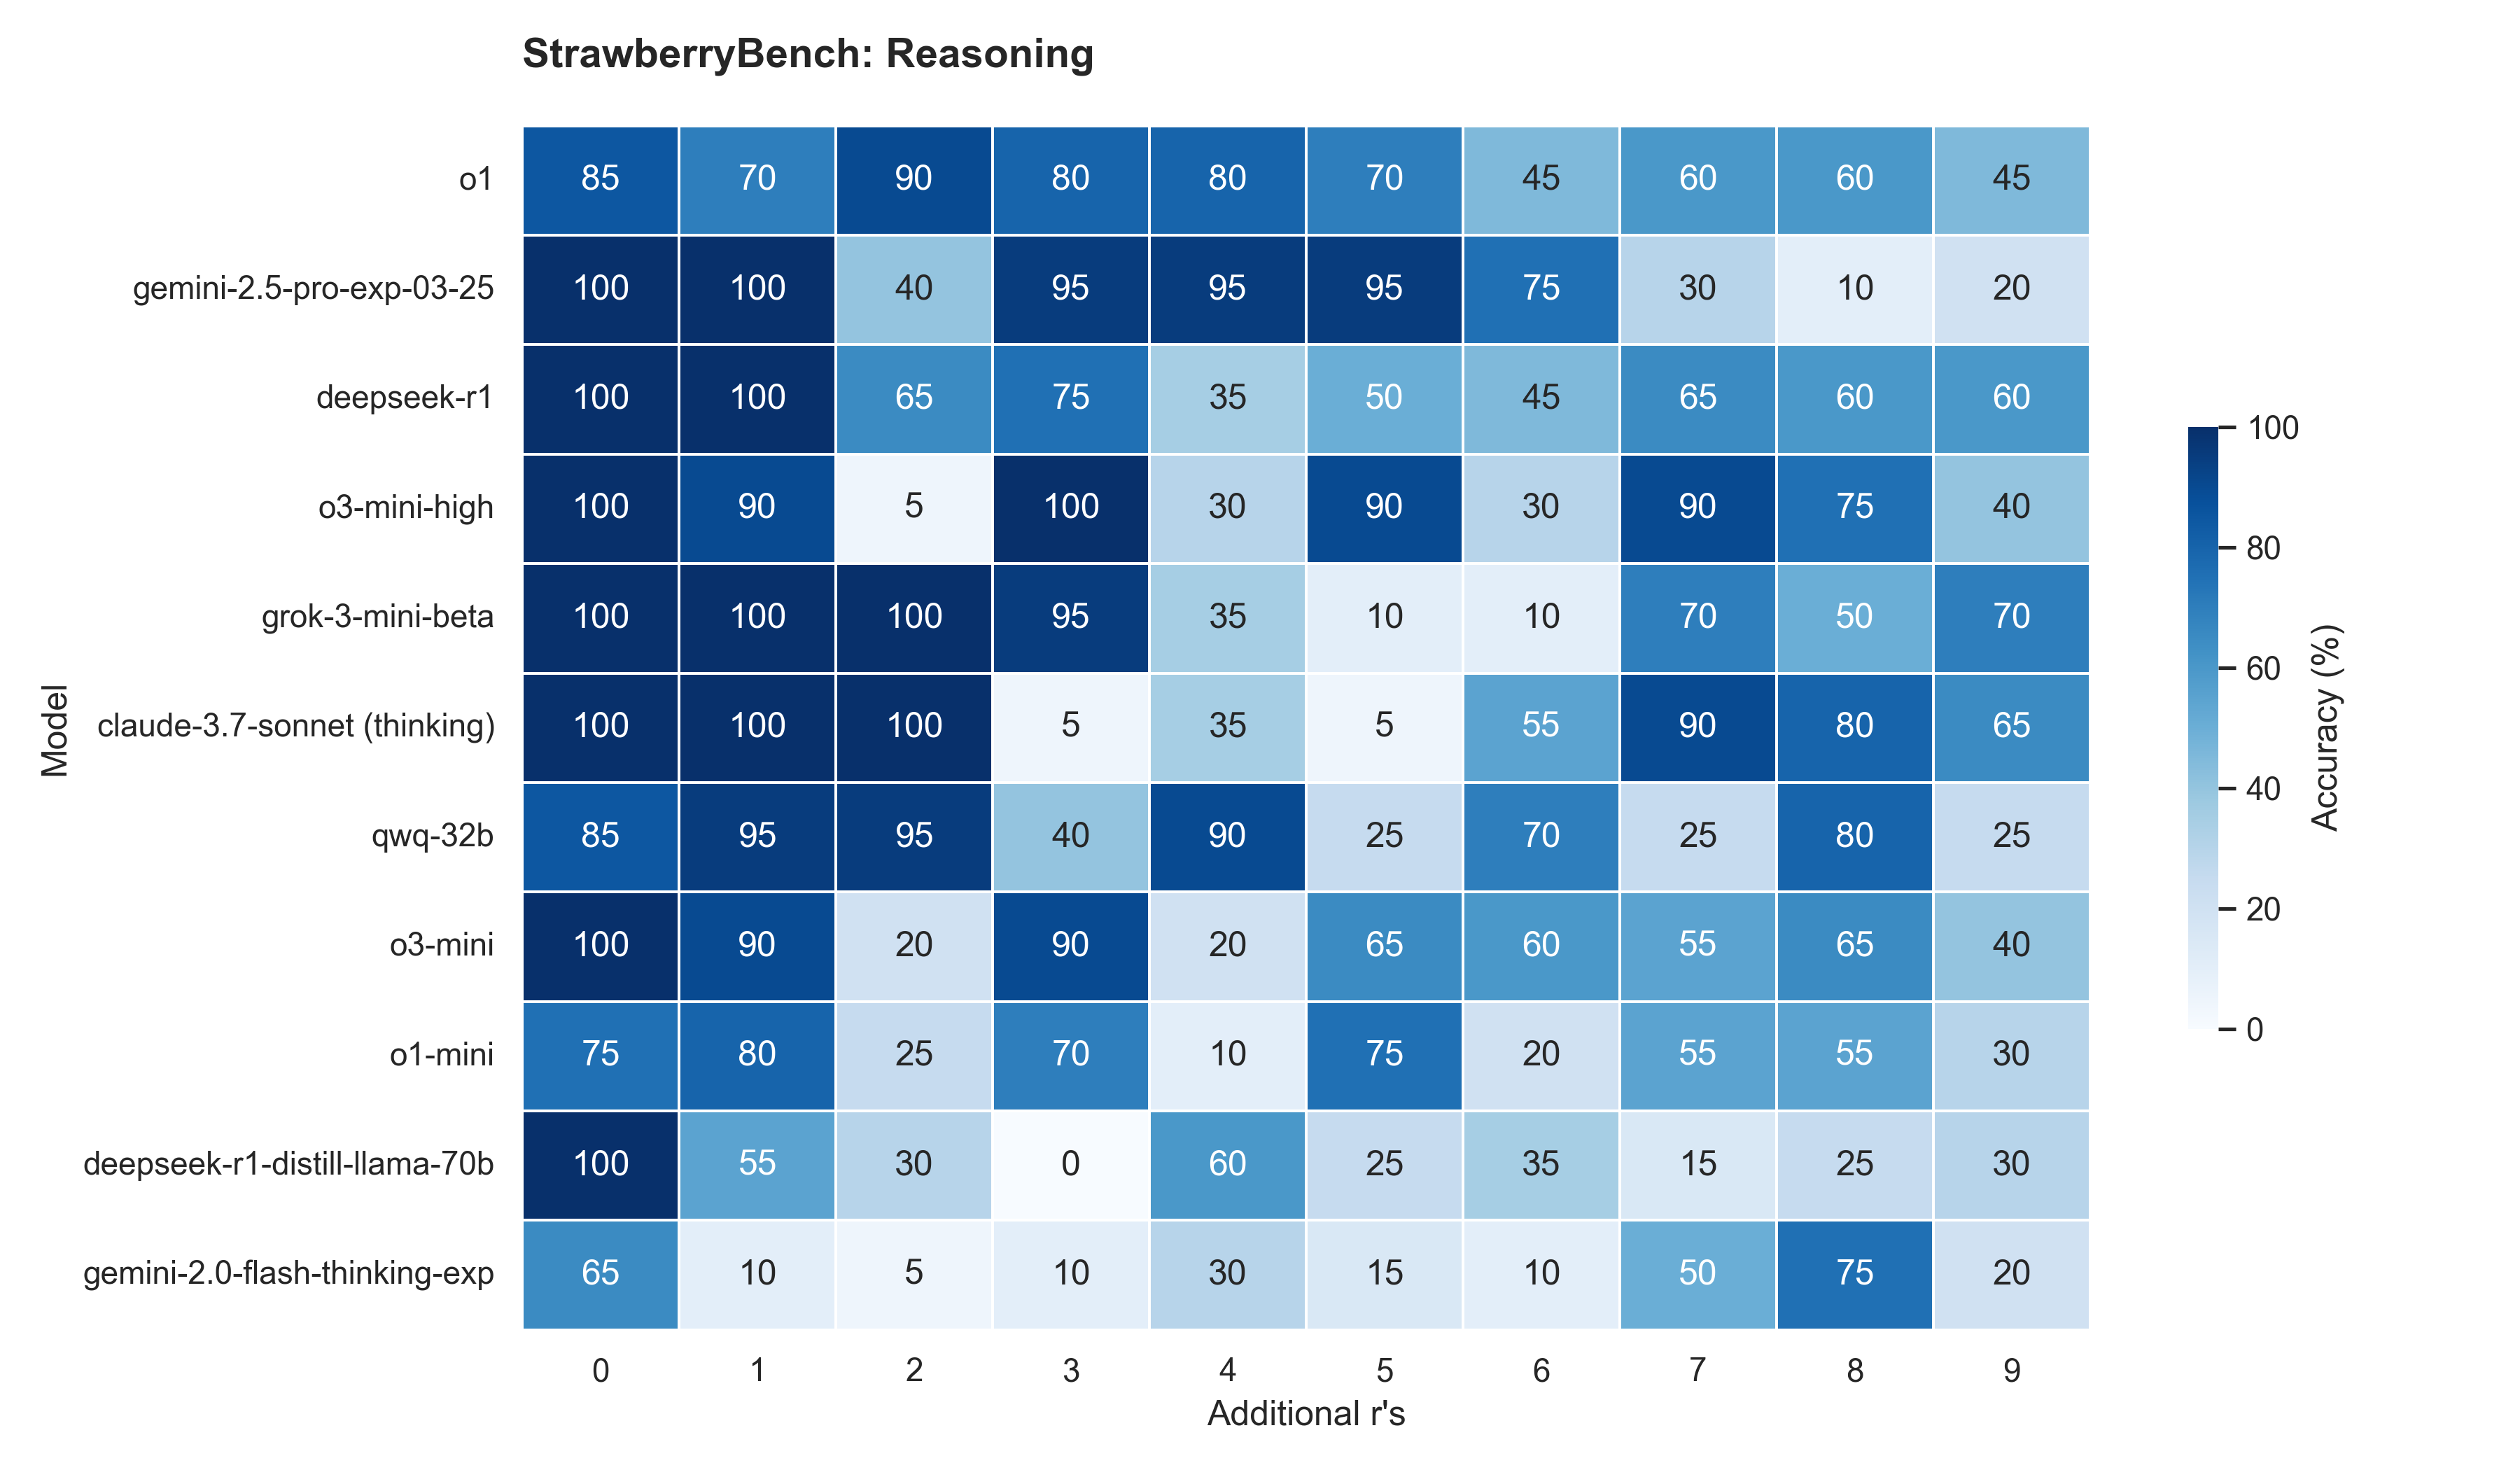 StrawberryBench: Reasoning
o1 85 70 90 80 80 70 45 60 60 45
gemini-2.5-pro-exp-03-25 100 100 40 95 95 95 75 30 10 20
deepseek-r1 100 100 65 75 35 50 45 65 60 60
o3-mini-high 100 90 5 100 30 90 30 90 75 40
grok-3-mini-beta 100 100 100 95 35 10 10 70 50 70
claude-3.7-sonnet (thinking) 100 100 100 5 35 5 55 90 80 65
qwq-32b 85 95 95 40 90 25 70 25 80 25
o3-mini 100 90 20 90 20 65 60 55 65 40
o1-mini 75 80 25 70 10 75 20 55 55 30
deepseek-r1-distill-llama-70b 100 55 30 0 60 25 35 15 25 30
gemini-2.0-flash-thinking-exp 65 10 5 10 30 15 10 50 75 20
0 1 2 3 4 5 6 7 8 9
Additional r's
Model
100
80
60
40
20
0
Accuracy (%)